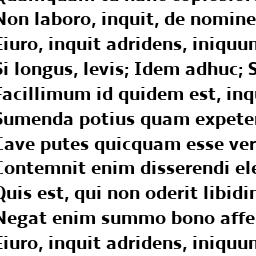 Non laboro, inquit, de nomine
Eiuro, inquit adridens, iniquum
Si longus, levis; Idem adhuc; S
Facillimum id quidem est, inqu
Sumenda potius quam expeten
Cave putes quicquam esse ver
Contemnit enim disserendi ele
Quis est, qui non oderit libidin
Negat enim summo bono affe
Eiuro, inquit adridens, iniquum